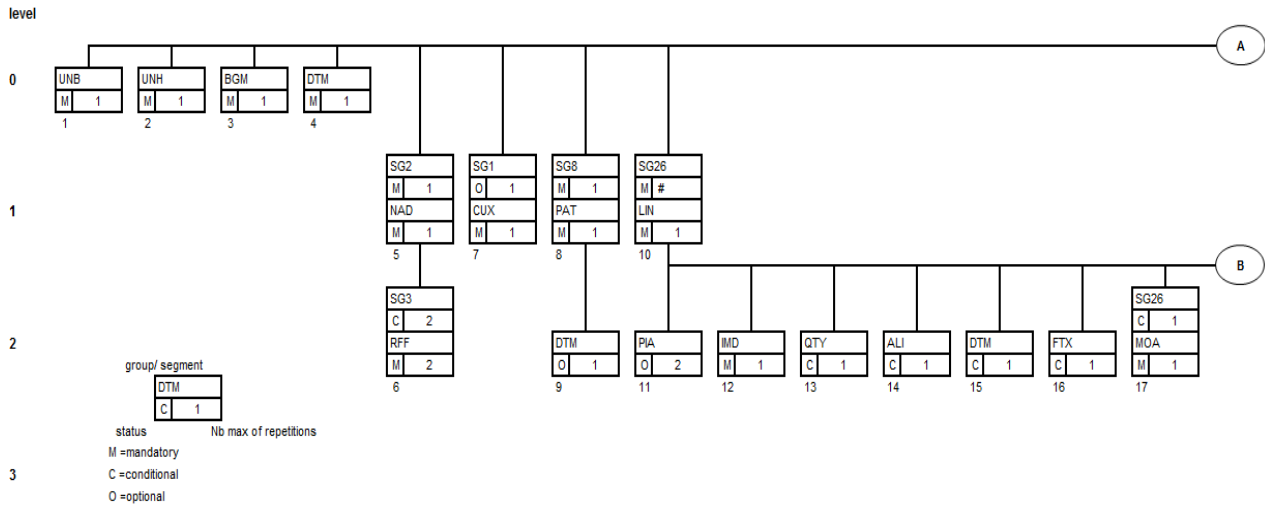 level
A
0
UNB
UNH
BGM
DTM
M 1
M 1
M 1
M 1
1
2
3
4
SG2
SG1
SG8
SG26
M 1
O 1
M 1
M #
1
NAD
CUX
PAT
LIN
M 1
M 1
M 1
M 1
5
7
8
10
B
SG3
SG26
C 2
C 1
2
RFF
DTM
PIA
IMD
QTY
ALI
DTM
FTX
MOA
M 2
O 1
O 2
M 1
C 1
C 1
C 1
C 1
M 1
6
9
11
12
13
14
15
16
17
group/ segment
DTM
C 1
status
Nb max of repetitions
M =mandatory
3
C =conditional
O =optional